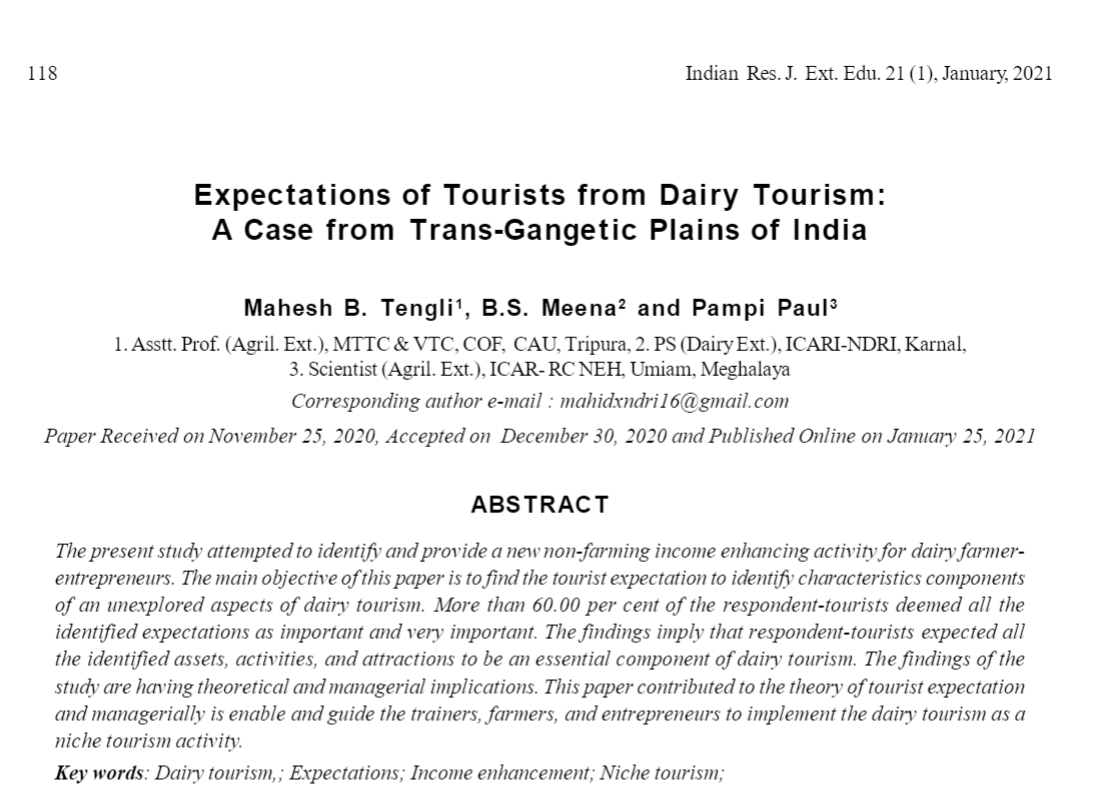 118
Indian Res. J. Ext. Edu. 21 (1), January, 2021
Expectations of Tourists from Dairy Tourism:
A Case from Trans-Gangetic Plains of India
Mahesh B. Tengli¹, B.S. Meena² and Pampi Paul³
1. Asstt. Prof. (Agril. Ext.), MTTC & VTC, COF, CAU, Tripura, 2. PS (Dairy Ext.), ICARI-NDRI, Karnal,
3. Scientist (Agril. Ext.), ICAR- RC NEH, Umiam, Meghalaya
Corresponding author e-mail : mahidxndri16@gmail.com
Paper Received on November 25, 2020, Accepted on December 30, 2020 and Published Online on January 25, 2021
ABSTRACT
The present study attempted to identify and provide a new non-farming income enhancing activity for dairy farmer-
entrepreneurs. The main objective of this paper is to find the tourist expectation to identify characteristics components
of an unexplored aspects of dairy tourism. More than 60.00 per cent of the respondent-tourists deemed all the
identified expectations as important and very important. The findings imply that respondent-tourists expected all
the identified assets, activities, and attractions to be an essential component of dairy tourism. The findings of the
study are having theoretical and managerial implications. This paper contributed to the theory of tourist expectation
and managerially is enable and guide the trainers, farmers, and entrepreneurs to implement the dairy tourism as a
niche tourism activity.
Key words: Dairy tourism,; Expectations; Income enhancement; Niche tourism;